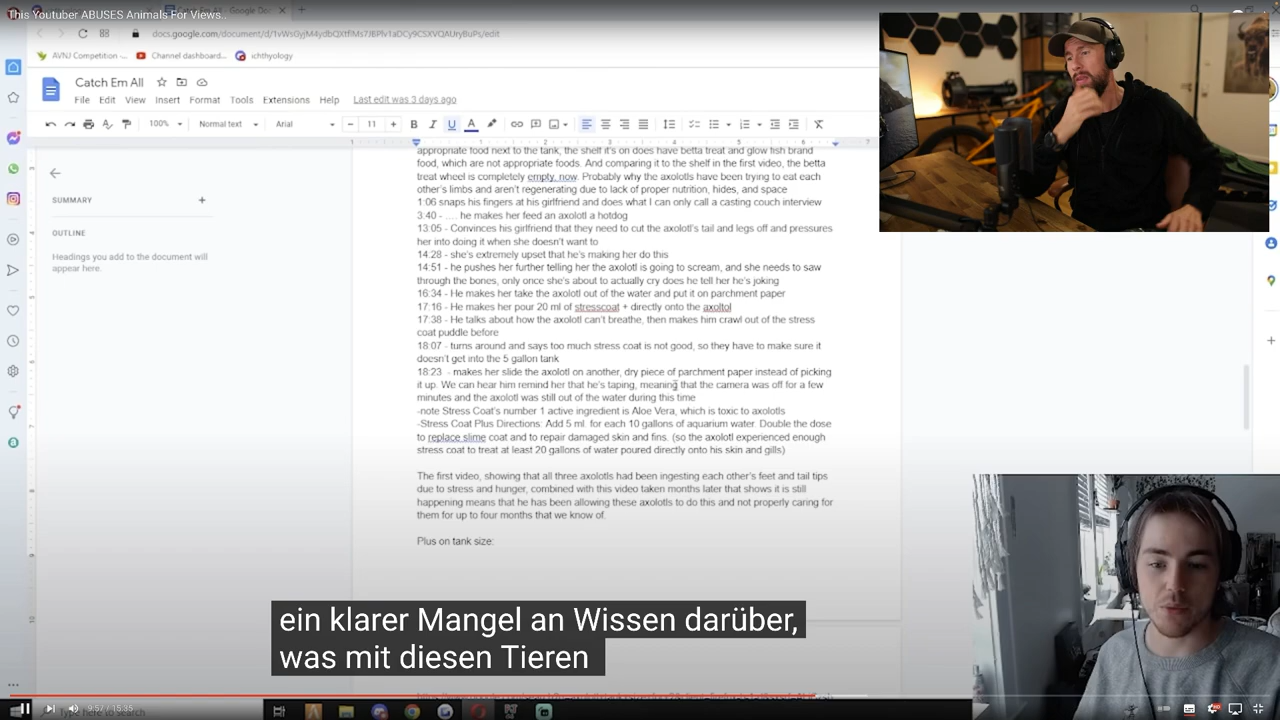 This Youtuber ABUSES Animals For Views..
docs.google.com/document/d/1vWsGyjM4ydbQXtflMs7JEPlv1aDCy9CSXVQAUryBuPs/edit
AVNJ Competition -... Channel dashboard... ichthyology
Catch Em All
File Edit View Insert Format Tools Extensions Help Last edit was 3 days ago
100% Normal text Arial 11
1 1 2 3 4 5 6 7
SUMMARY
OUTLINE
Headings you add to the document will
appear here.
appropriate food next to the tank, the shelf it's on does have betta treat and glow fish brand
food, which are not appropriate foods. And comparing it to the shelf in the first video, the betta
treat wheel is completely empty, now. Probably why the axolotls have been trying to eat each
other's limbs and aren't regenerating due to lack of proper nutrition, hides, and space
1:06 snaps his fingers at his girlfriend and does what I can only call a casting couch interview
3:40 - .... he makes her feed an axolotl a hotdog
13:05 - Convinces his girlfriend that they need to cut the axolotl's tail and legs off and pressures
her into doing it when she doesn't want to
14:28 - she's extremely upset that he's making her do this
14:51 - he pushes her further telling her the axolotl is going to scream, and she needs to saw
through the bones, only once she's about to actually cry does he tell her he's joking
16:34 - He makes her take the axolotl out of the water and put it on parchment paper
17:16 - He makes her pour 20 ml of stresscoat + directly onto the axoltol
17:38 - He talks about how the axolotl can't breathe, then makes him crawl out of the stress
coat puddle before
18:07 - turns around and says too much stress coat is not good, so they have to make sure it
doesn't get into the 5 gallon tank
18:23 - makes her slide the axolotl on another, dry piece of parchment paper instead of picking
it up. We can hear him remind her that he's taping, meaning that the camera was off for a few
minutes and the axolotl was still out of the water during this time
-note Stress Coat's number 1 active ingredient is Aloe Vera, which is toxic to axolotls
-Stress Coat Plus Directions: Add 5 ml. for each 10 gallons of aquarium water. Double the dose
to replace slime coat and to repair damaged skin and fins. (so the axolotl experienced enough
stress coat to treat at least 20 gallons of water poured directly onto his skin and gills)
The first video, showing that all three axolotls had been ingesting each other's feet and tail tips
due to stress and hunger, combined with this video taken months later that shows it is still
happening means that he has been allowing these axolotls to do this and not properly caring for
them for up to four months that we know of.
Plus on tank size:
ein klarer Mangel an Wissen darüber,
was mit diesen Tieren
9:57 / 15:35
Type here to search